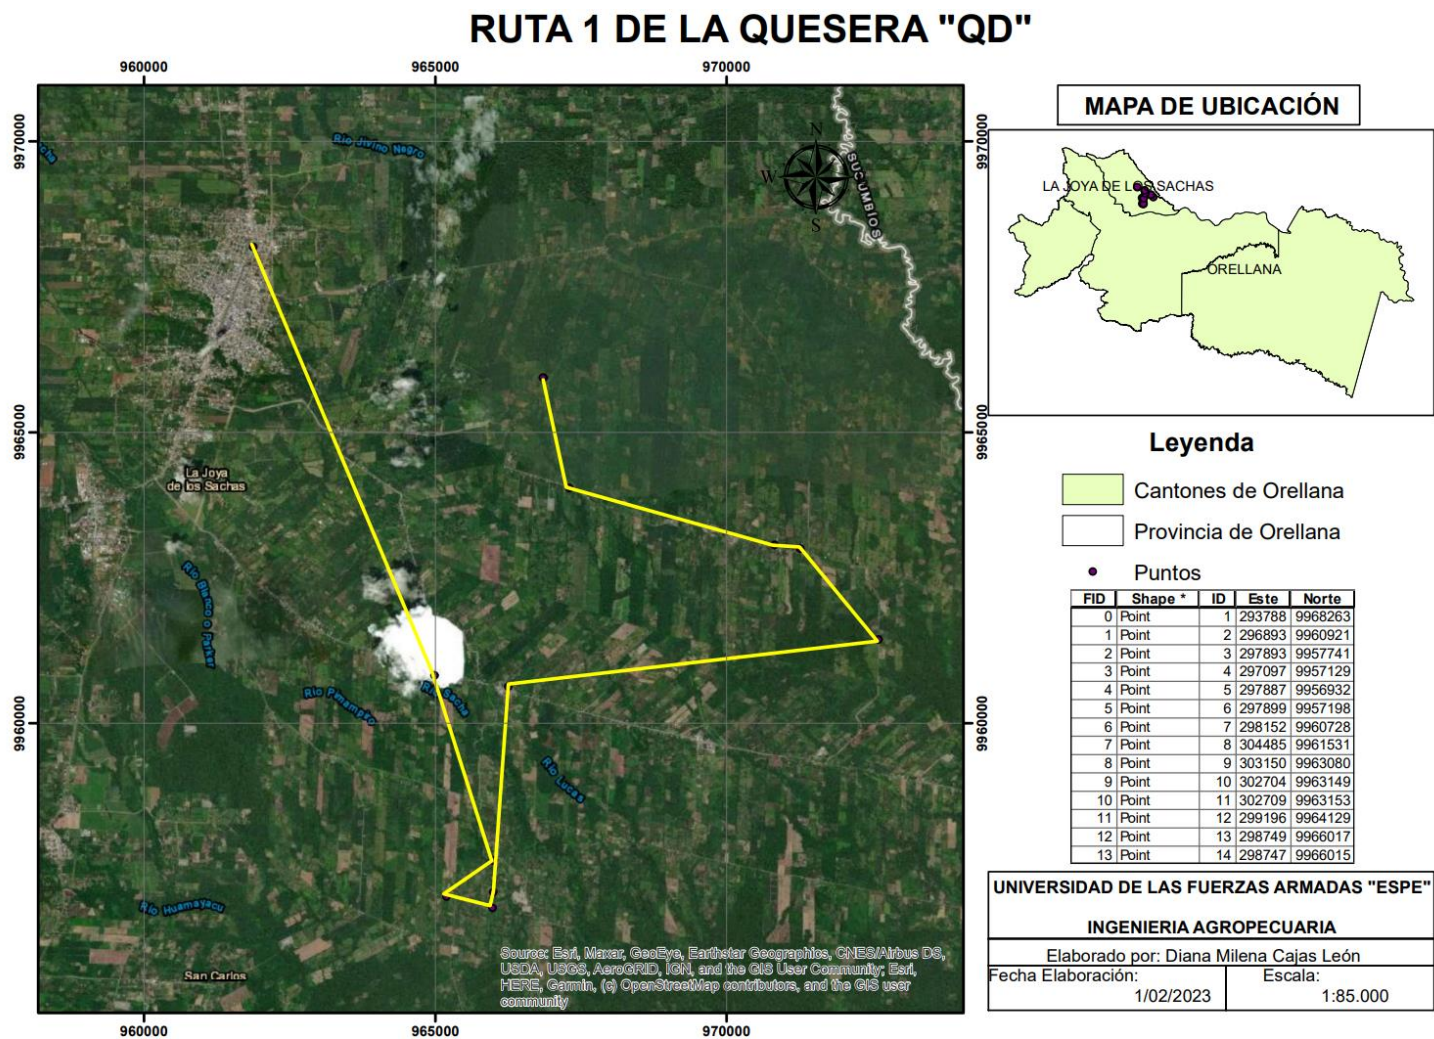 RUTA 1 DE LA QUESERA "QD"
960000
965000
970000
9970000
9965000
9960000
9970000
9965000
9960000
960000
965000
970000
cha
Río Jivino Negro
SUCUMBIOS
N
W
S
La Joya
de los Sachas
Río Blanco o Parker
Río Pimampiro
Río Sacha
Río Lucas
Río Huamayacu
San Carlos
Source: Esri, Maxar, GeoEye, Earthstar Geographics, CNES/Airbus DS,
USDA, USGS, AeroGRID, IGN, and the GIS User Community; Esri,
HERE, Garmin, (c) OpenStreetMap contributors, and the GIS user
community
MAPA DE UBICACIÓN
LA JOYA DE LOS SACHAS
ORELLANA
Leyenda
Cantones de Orellana
Provincia de Orellana
Puntos
FID Shape * ID Este Norte
0 Point 1 293788 9968263
1 Point 2 296893 9960921
2 Point 3 297893 9957741
3 Point 4 297097 9957129
4 Point 5 297887 9956932
5 Point 6 297899 9957198
6 Point 7 298152 9960728
7 Point 8 304485 9961531
8 Point 9 303150 9963080
9 Point 10 302704 9963149
10 Point 11 302709 9963153
11 Point 12 299196 9964129
12 Point 13 298749 9966017
13 Point 14 298747 9966015
UNIVERSIDAD DE LAS FUERZAS ARMADAS "ESPE"
INGENIERIA AGROPECUARIA
Elaborado por: Diana Milena Cajas León
Fecha Elaboración:
1/02/2023
Escala:
1:85.000